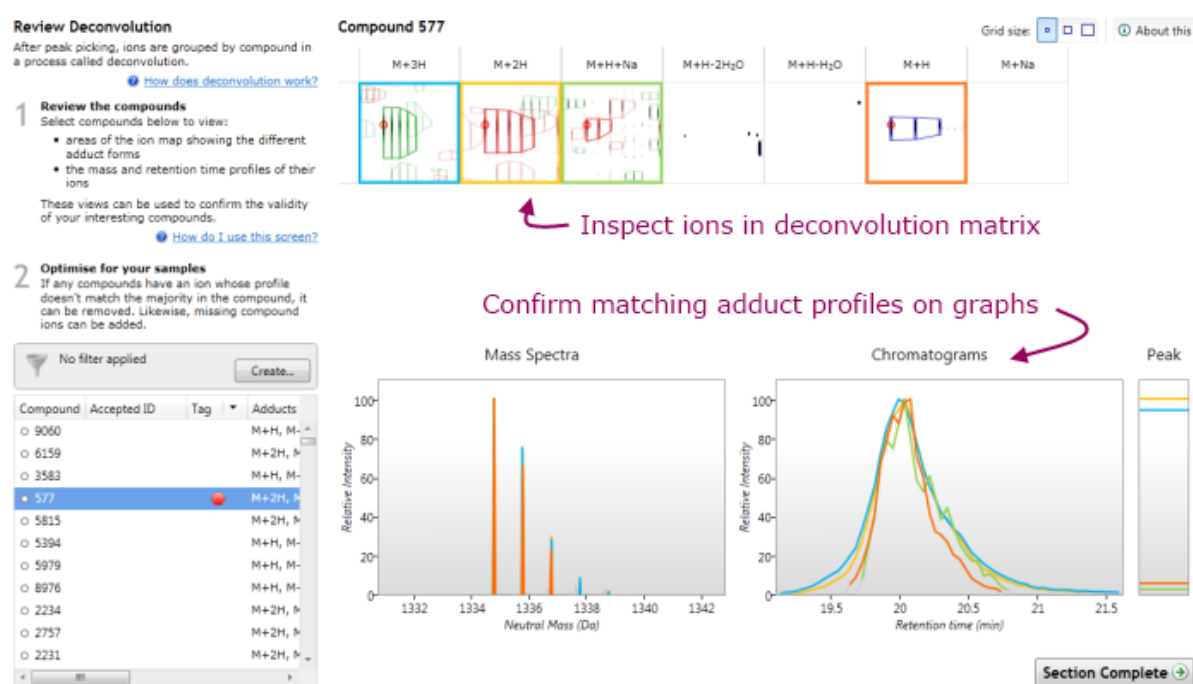 Review Deconvolution
After peak picking, ions are grouped by compound in
a process called deconvolution.
How does deconvolution work?
1 Review the compounds
Select compounds below to view:
• areas of the ion map showing the different
adduct forms
• the mass and retention time profiles of their
ions
These views can be used to confirm the validity
of your interesting compounds.
How do I use this screen?
2 Optimise for your samples
If any compounds have an ion whose profile
doesn't match the majority in the compound, it
can be removed. Likewise, missing compound
ions can be added.
No filter applied
Create...
Compound Accepted ID Tag Adducts
9060 M+H, M-
6159 M+2H, M
3583 M+H, M-
577 M+2H, M
5815 M+2H, M
5394 M+H, M-
5979 M+H, M-
8976 M+H, M-
2234 M+2H, M
2757 M+2H, M
2231 M+2H, M
Compound 577
Grid size: About this
M+3H M+2H M+H+Na M+H-2H₂O M+H-H₂O M+H M+Na
Inspect ions in deconvolution matrix
Confirm matching adduct profiles on graphs
Mass Spectra
Relative Intensity
100
80
60
40
20
0
1332 1334 1336 1338 1340 1342
Neutral Mass (Da)
Chromatograms
Relative Intensity
100
80
60
40
20
0
19.5 20 20.5 21 21.5
Retention time (min)
Peak
Section Complete